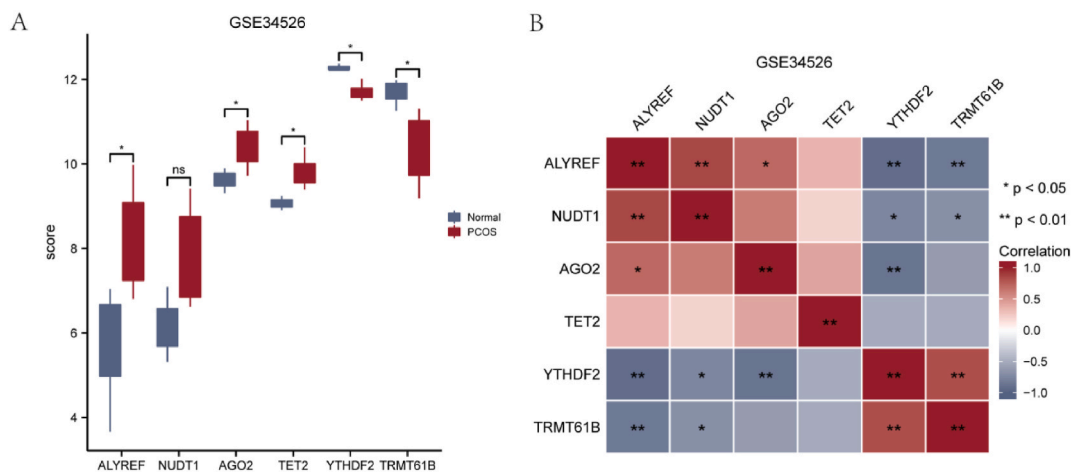 A
GSE34526
score
12
10
8
6
4
* * * * * ns
Normal
PCOS
ALYREF NUDT1 AGO2 TET2 YTHDF2 TRMT61B
B
GSE34526
ALYREF NUDT1 AGO2 TET2 YTHDF2 TRMT61B
ALYREF ** ** * ** **
NUDT1 ** ** * *
AGO2 * ** **
TET2 **
YTHDF2 ** * ** ** **
TRMT61B ** * ** **
* p < 0.05
** p < 0.01
Correlation
1.0
0.5
0.0
−0.5
−1.0